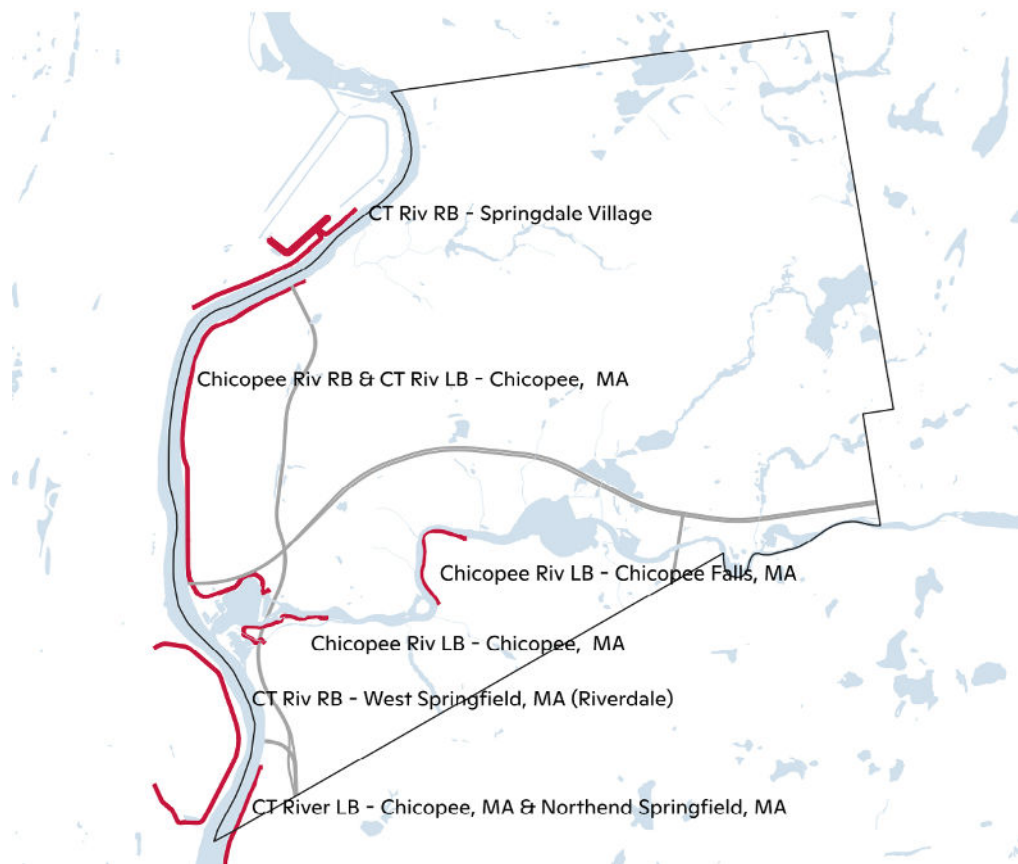 CT Riv RB - Springdale Village
Chicopee Riv RB & CT Riv LB - Chicopee, MA
Chicopee Riv LB - Chicopee Falls, MA
Chicopee Riv LB - Chicopee, MA
CT Riv RB - West Springfield, MA (Riverdale)
CT River LB - Chicopee, MA & Northend Springfield, MA